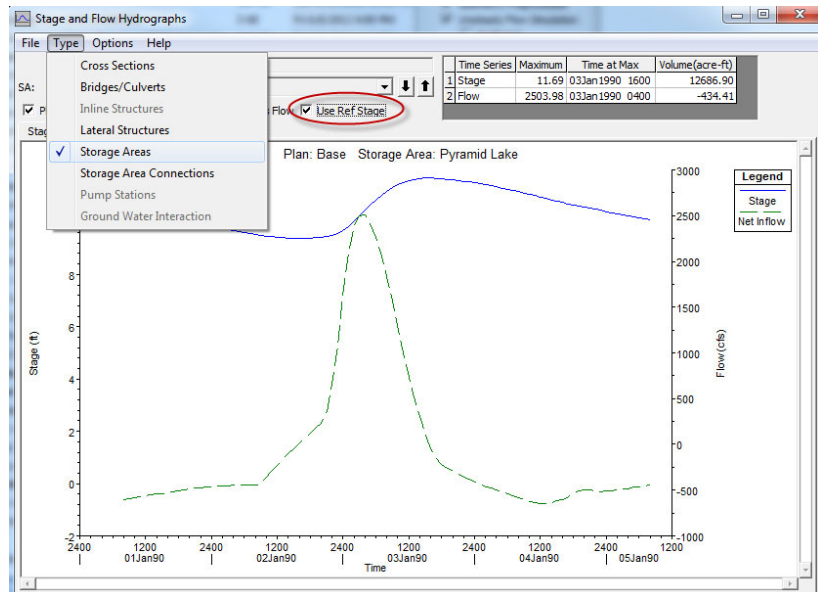 Stage and Flow Hydrographs
File Type Options Help
Cross Sections
Bridges/Culverts
Inline Structures
Lateral Structures
Storage Areas
Storage Area Connections
Pump Stations
Ground Water Interaction
SA:
P
Flow Use Ref Stage
Time Series Maximum Time at Max Volume(acre-ft)
1 Stage 11.69 03Jan1990 1600 12686.90
2 Flow 2503.98 03Jan1990 0400 -434.41
Plan: Base Storage Area: Pyramid Lake
Legend
Stage
Net Inflow
Stage (ft)
8
6
4
2
0
-2
3000
2500
2000
1500
1000
500
0
-500
-1000
Flow (cfs)
2400 1200 2400 1200 2400 1200 2400 1200 2400 1200
01Jan90 02Jan90 03Jan90 04Jan90 05Jan90
Time